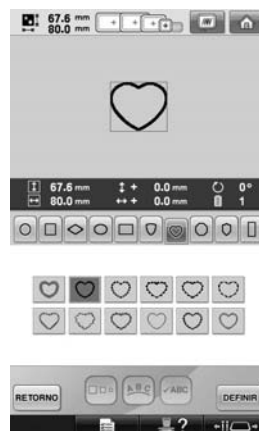 67.6 mm
80.0 mm
67.6 mm + 0.0 mm 0°
80.0 mm + 0.0 mm 1
RETORNO ABC ✓ABC DEFINIR
?